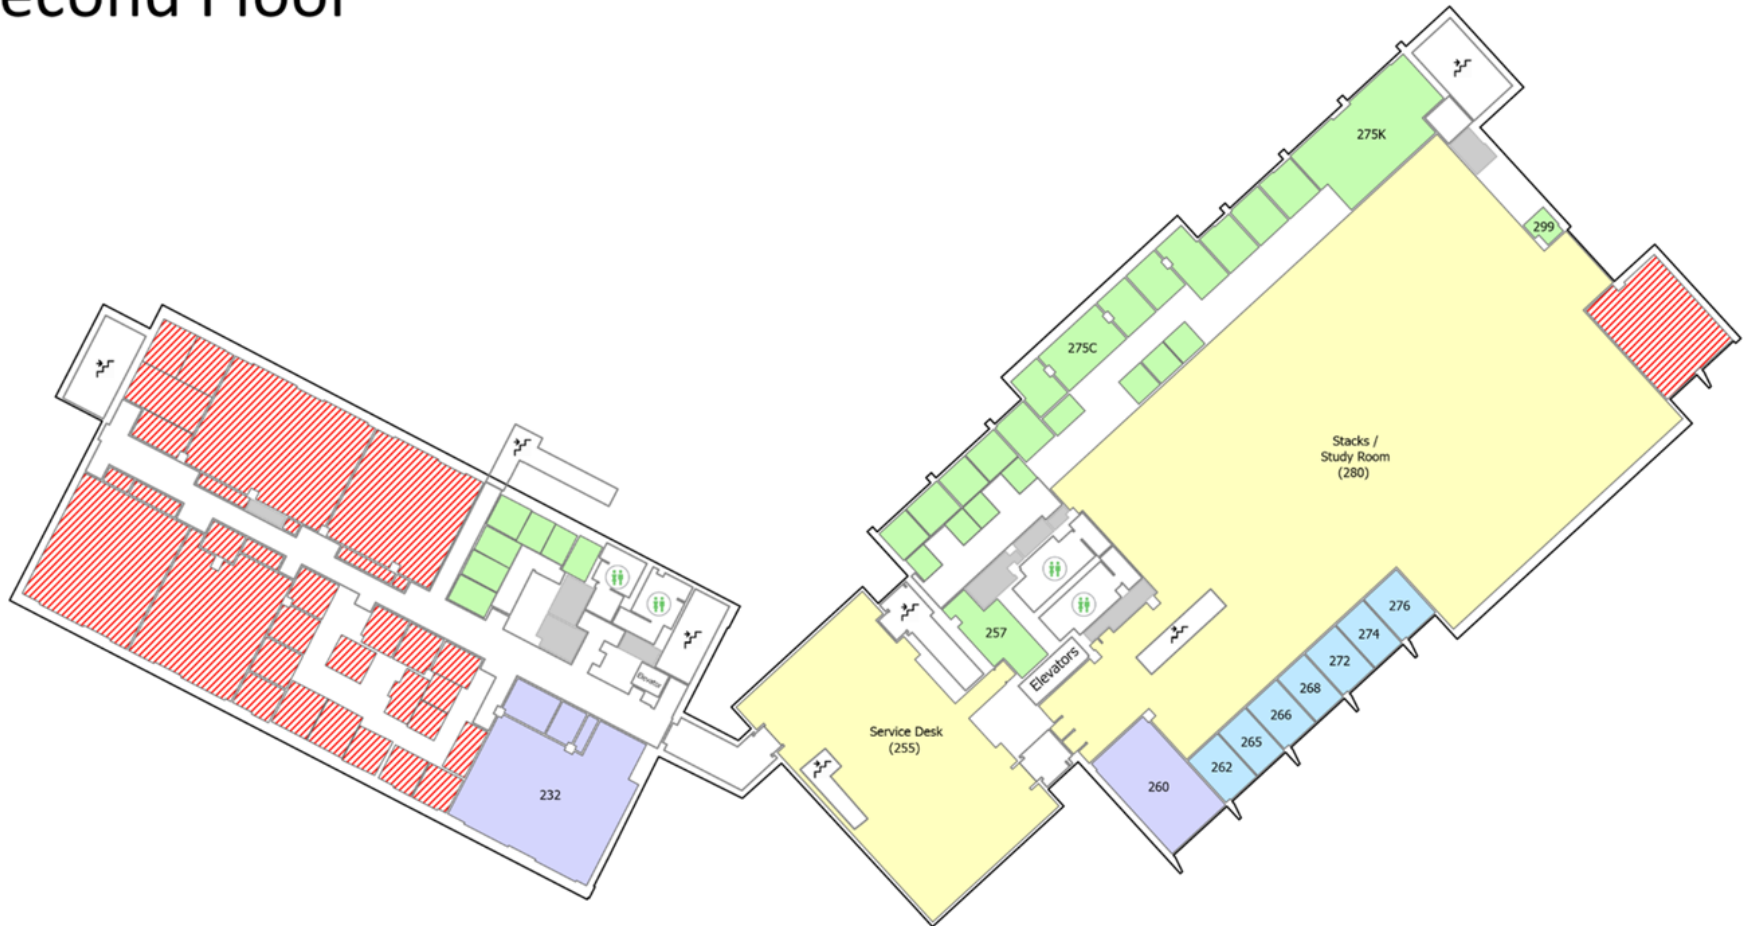 econd Floor
275K
299
275C
Stacks /
Study Room
(280)
276
274
272
268
266
265
262
257
Elevators
Service Desk
(255)
260
Elevator
232